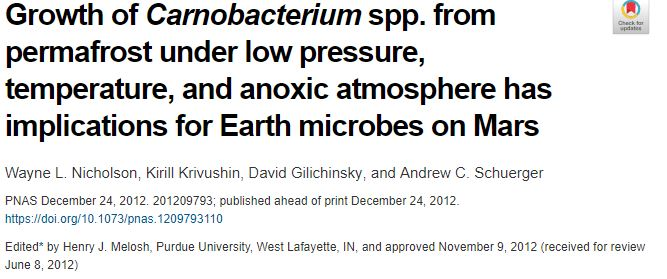 Growth of Carnobacterium spp. from
permafrost under low pressure,
temperature, and anoxic atmosphere has
implications for Earth microbes on Mars
Check for
updates
Wayne L. Nicholson, Kirill Krivushin, David Gilichinsky, and Andrew C. Schuerger
PNAS December 24, 2012. 201209793; published ahead of print December 24, 2012.
https://doi.org/10.1073/pnas.1209793110
Edited* by Henry J. Melosh, Purdue University, West Lafayette, IN, and approved November 9, 2012 (received for review
June 8, 2012)